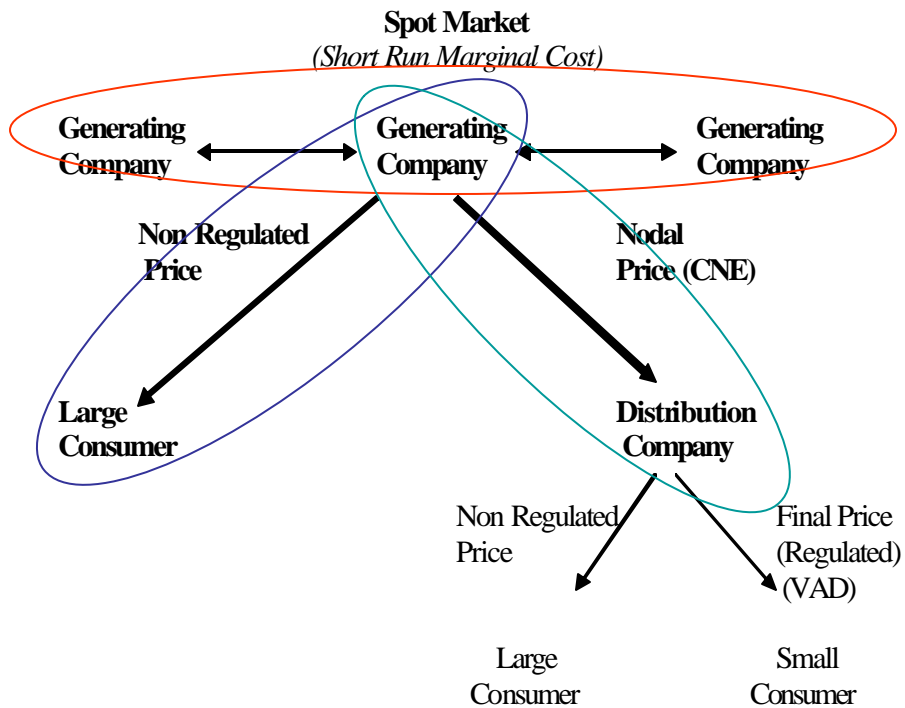 Spot Market
(Short Run Marginal Cost)
Generating
Company
Generating
Company
Generating
Company
Non Regulated
Price
Nodal
Price (CNE)
Large
Consumer
Distribution
Company
Non Regulated
Price
Final Price
(Regulated)
(VAD)
Large
Consumer
Small
Consumer